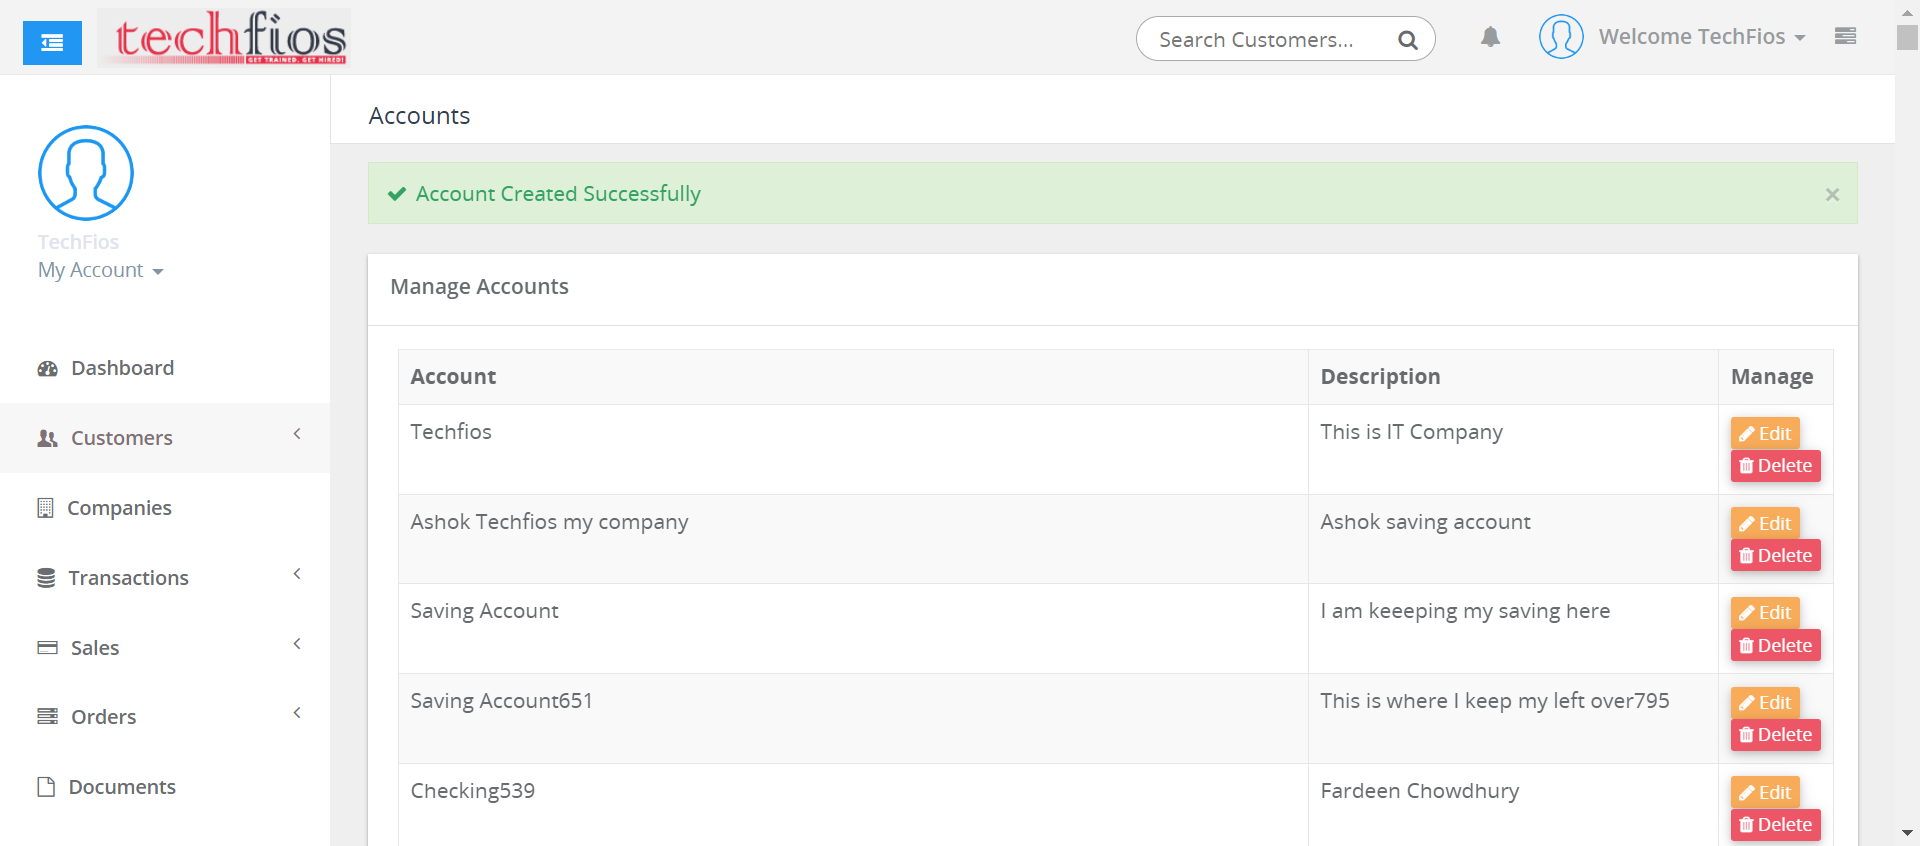 techfios
GET TRAINED. GET HIRED!
Search Customers...
Welcome TechFios
TechFios
My Account
Dashboard
Customers
Companies
Transactions
Sales
Orders
Documents
Accounts
Account Created Successfully
×
Manage Accounts
Account Description Manage
Techfios This is IT Company Edit
Delete
Ashok Techfios my company Ashok saving account Edit
Delete
Saving Account I am keeeping my saving here Edit
Delete
Saving Account651 This is where I keep my left over795 Edit
Delete
Checking539 Fardeen Chowdhury Edit
Delete